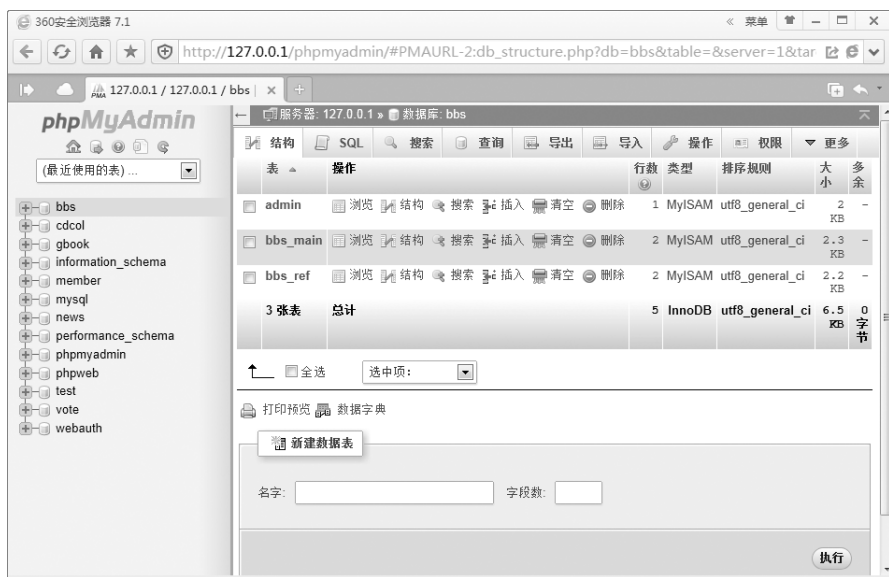 360安全浏览器 7.1
« 菜单
http://127.0.0.1/phpmyadmin/#PMAURL-2:db_structure.php?db=bbs&table=&server=1&tar
PMA 127.0.0.1 / 127.0.0.1 / bbs |
phpMyAdmin
(最近使用的表) ...
bbs
cdcol
gbook
information_schema
member
mysql
news
performance_schema
phpmyadmin
phpweb
test
vote
webauth
服务器: 127.0.0.1 » 数据库: bbs
结构 SQL 搜索 查询 导出 导入 操作 权限 更多
表 操作 行数 类型 排序规则 大小 多余
admin 浏览 结构 搜索 插入 清空 删除 1 MyISAM utf8_general_ci 2 KB -
bbs_main 浏览 结构 搜索 插入 清空 删除 2 MyISAM utf8_general_ci 2.3 KB -
bbs_ref 浏览 结构 搜索 插入 清空 删除 2 MyISAM utf8_general_ci 2.2 KB -
3 张表 总计 5 InnoDB utf8_general_ci 6.5 KB 0 字节
全选 选中项:
打印预览 数据字典
新建数据表
名字: 字段数:
执行